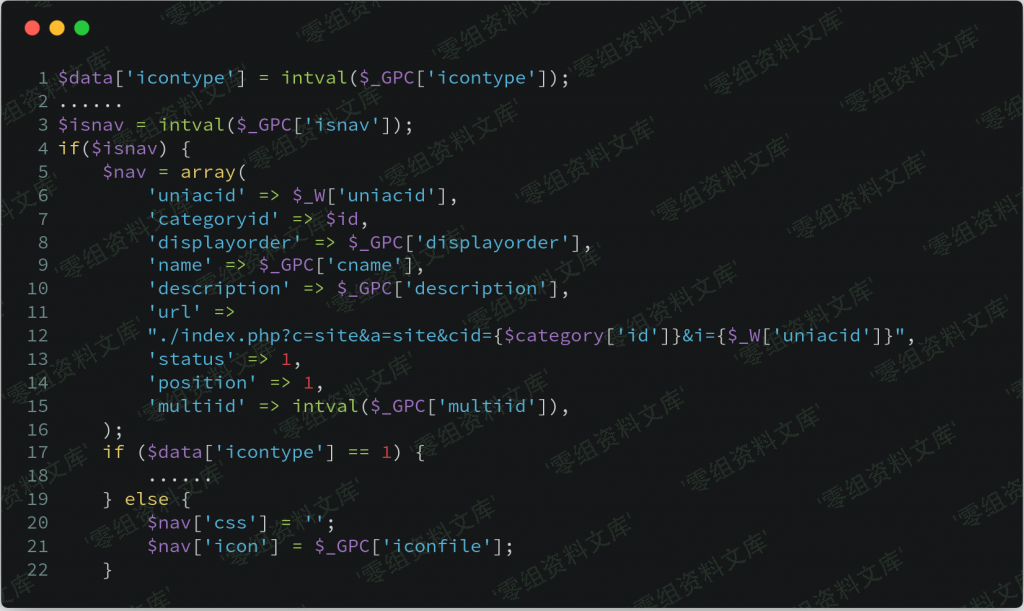 1 $data['icontype'] = intval($_GPC['icontype']);
2 ......
3 $isnav = intval($_GPC['isnav']);
4 if($isnav) {
5     $nav = array(
6         'uniacid' => $_W['uniacid'],
7         'categoryid' => $id,
8         'displayorder' => $_GPC['displayorder'],
9         'name' => $_GPC['cname'],
10         'description' => $_GPC['description'],
11         'url' =>
12         "./index.php?c=site&a=site&cid={$category['id']}&i={$_W['uniacid']}",
13         'status' => 1,
14         'position' => 1,
15         'multiid' => intval($_GPC['multiid']),
16     );
17     if ($data['icontype'] == 1) {
18         ......
19     } else {
20         $nav['css'] = '';
21         $nav['icon'] = $_GPC['iconfile'];
22     }
'零组资料文库'